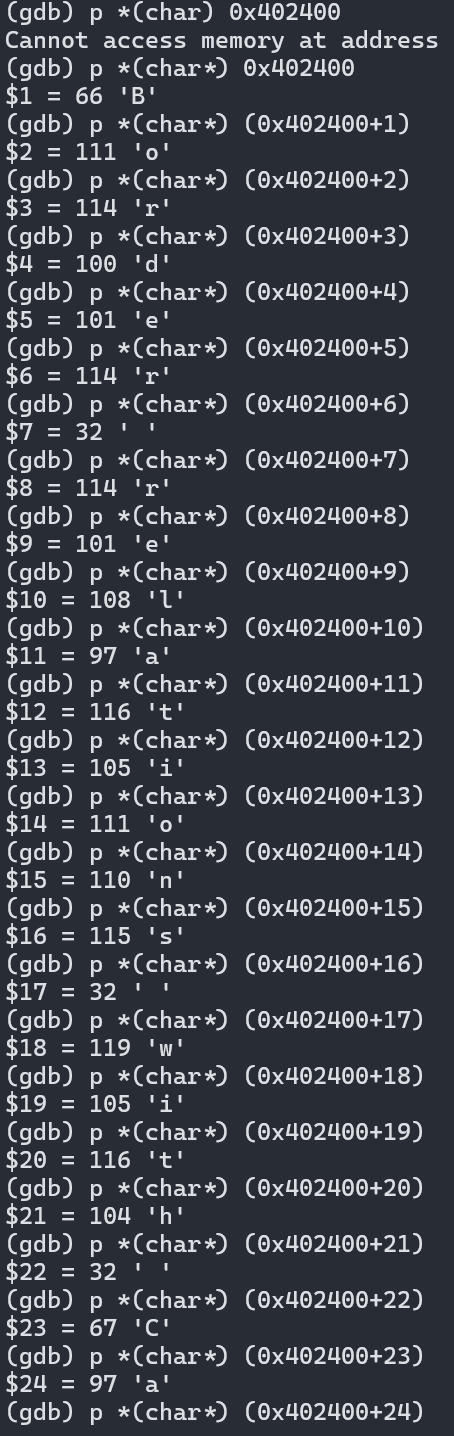 (gdb) p *(char) 0x402400
Cannot access memory at address
(gdb) p *(char*) 0x402400
$1 = 66 'B'
(gdb) p *(char*) (0x402400+1)
$2 = 111 'o'
(gdb) p *(char*) (0x402400+2)
$3 = 114 'r'
(gdb) p *(char*) (0x402400+3)
$4 = 100 'd'
(gdb) p *(char*) (0x402400+4)
$5 = 101 'e'
(gdb) p *(char*) (0x402400+5)
$6 = 114 'r'
(gdb) p *(char*) (0x402400+6)
$7 = 32 ' '
(gdb) p *(char*) (0x402400+7)
$8 = 114 'r'
(gdb) p *(char*) (0x402400+8)
$9 = 101 'e'
(gdb) p *(char*) (0x402400+9)
$10 = 108 'l'
(gdb) p *(char*) (0x402400+10)
$11 = 97 'a'
(gdb) p *(char*) (0x402400+11)
$12 = 116 't'
(gdb) p *(char*) (0x402400+12)
$13 = 105 'i'
(gdb) p *(char*) (0x402400+13)
$14 = 111 'o'
(gdb) p *(char*) (0x402400+14)
$15 = 110 'n'
(gdb) p *(char*) (0x402400+15)
$16 = 115 's'
(gdb) p *(char*) (0x402400+16)
$17 = 32 ' '
(gdb) p *(char*) (0x402400+17)
$18 = 119 'w'
(gdb) p *(char*) (0x402400+18)
$19 = 105 'i'
(gdb) p *(char*) (0x402400+19)
$20 = 116 't'
(gdb) p *(char*) (0x402400+20)
$21 = 104 'h'
(gdb) p *(char*) (0x402400+21)
$22 = 32 ' '
(gdb) p *(char*) (0x402400+22)
$23 = 67 'C'
(gdb) p *(char*) (0x402400+23)
$24 = 97 'a'
(gdb) p *(char*) (0x402400+24)